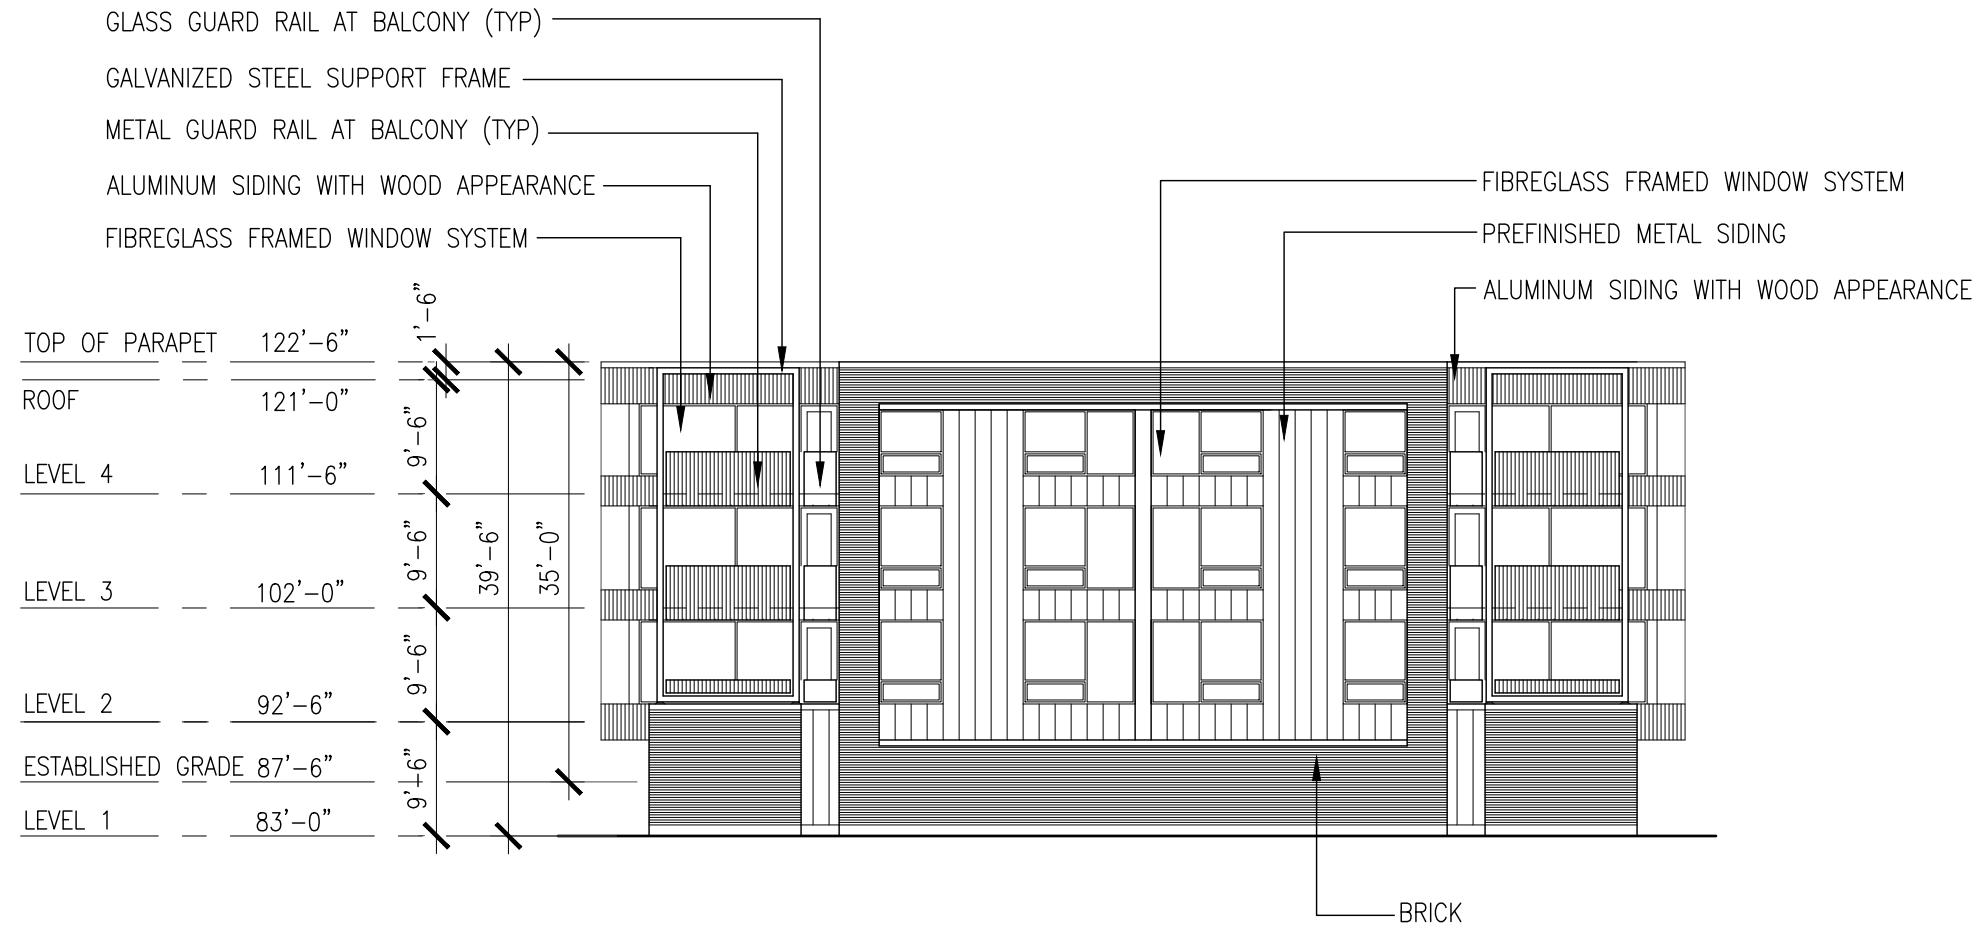 GLASS GUARD RAIL AT BALCONY (TYP)
GALVANIZED STEEL SUPPORT FRAME
METAL GUARD RAIL AT BALCONY (TYP)
ALUMINUM SIDING WITH WOOD APPEARANCE
FIBREGLASS FRAMED WINDOW SYSTEM
FIBREGLASS FRAMED WINDOW SYSTEM
PREFINISHED METAL SIDING
ALUMINUM SIDING WITH WOOD APPEARANCE
TOP OF PARAPET 122'-6"
ROOF 121'-0"
LEVEL 4 111'-6"
LEVEL 3 102'-0"
LEVEL 2 92'-6"
ESTABLISHED GRADE 87'-6"
LEVEL 1 83'-0"
1'-6"
9'-6"
9'-6"
9'-6"
9'-6"
39'-6"
35'-0"
BRICK